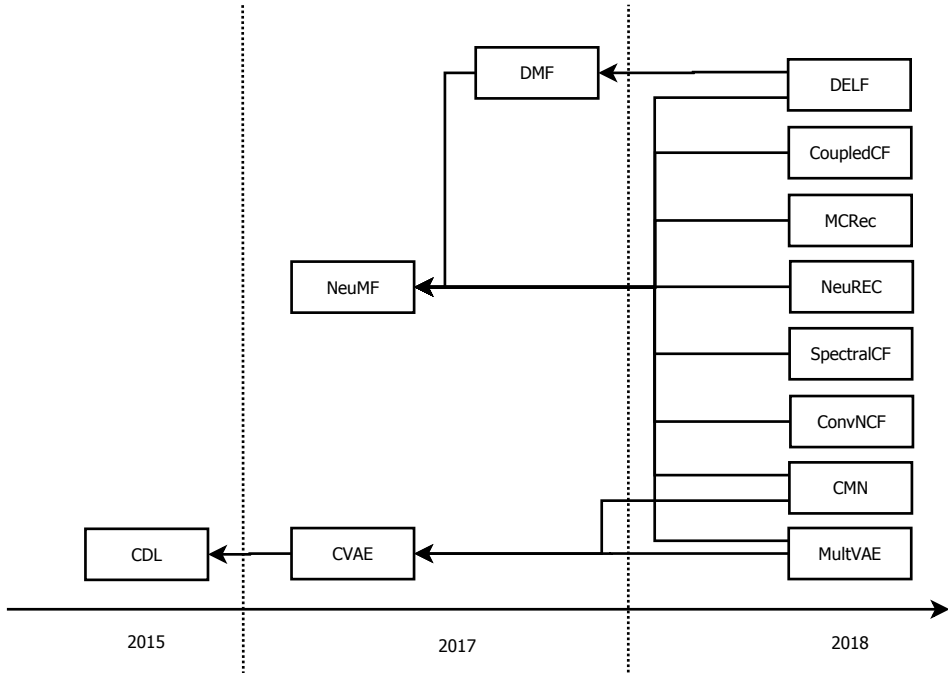 DMF
DELF
CoupledCF
MCRec
NeuMF
NeuREC
SpectralCF
ConvNCF
CMN
CDL
CVAE
MultVAE
2015
2017
2018